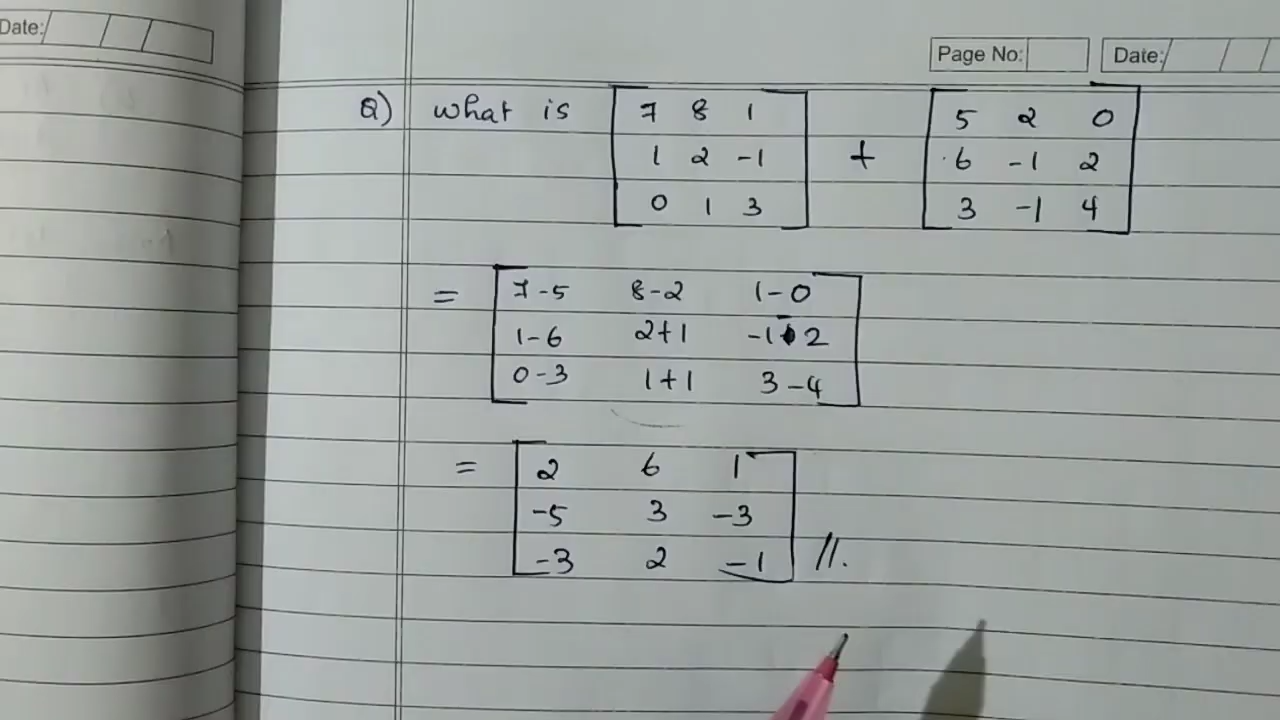 Date:
Page No: Date:
Q) What is [7 8 1] + [5 2 0]
[1 2 -1] [6 -1 2]
[0 1 3] [3 -1 4]
= [7-5 8-2 1-0]
[1-6 2+1 -1-2]
[0-3 1+1 3-4]
= [2 6 1]
[-5 3 -3]
[-3 2 -1] //.